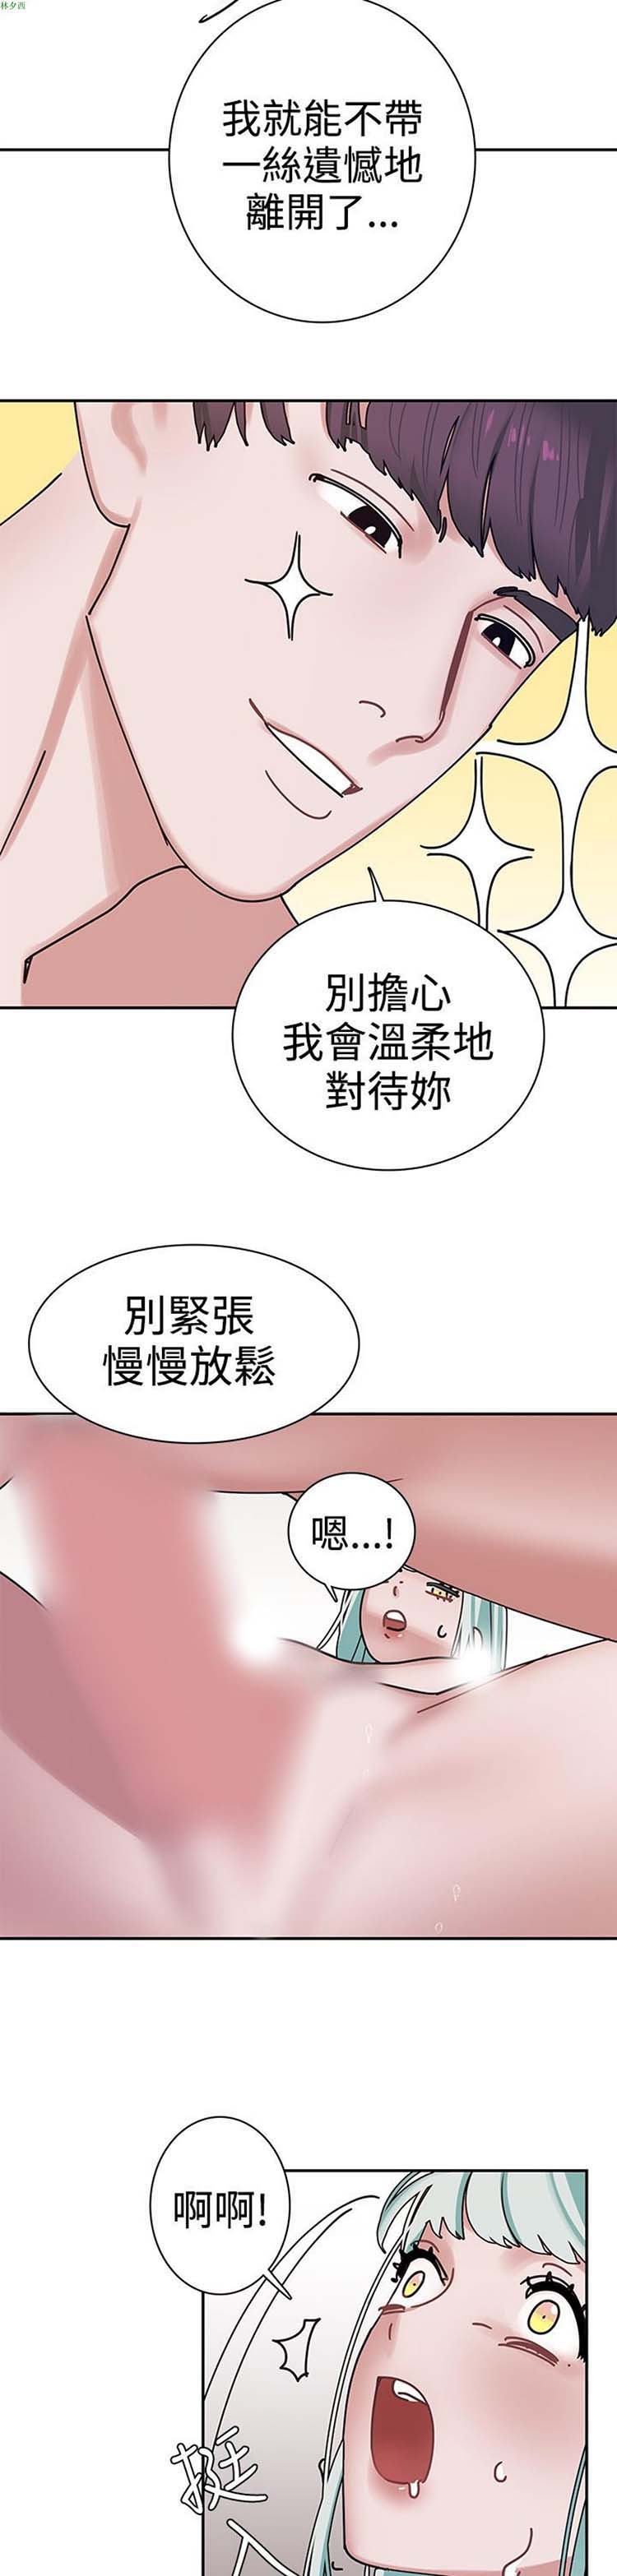 林夕西
我就能不帶
一絲遺憾地
離開了...
別擔心
我會溫柔地
對待妳
別緊張
慢慢放鬆
嗯...!
啊啊!
挺